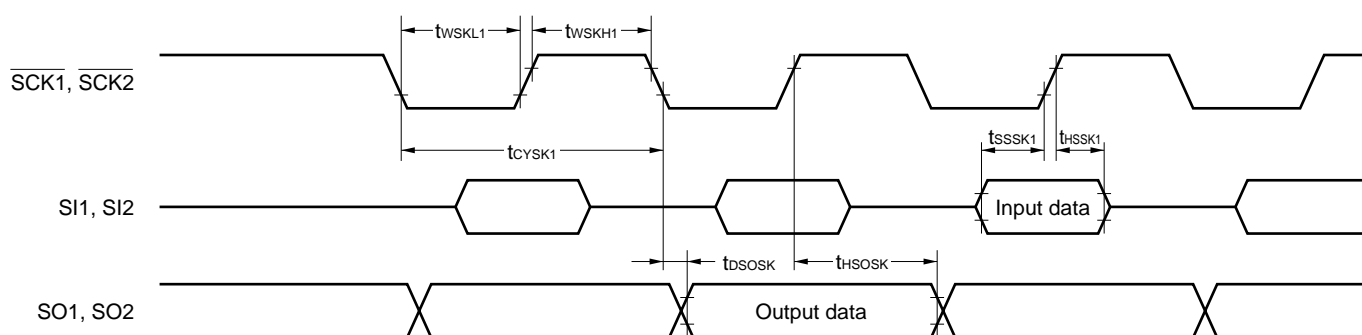 tWSKL1 tWSKH1
SCK1, SCK2
tCYSK1
tSSSK1 tHSSK1
SI1, SI2
Input data
tDSOSK tHSOSK
SO1, SO2
Output data